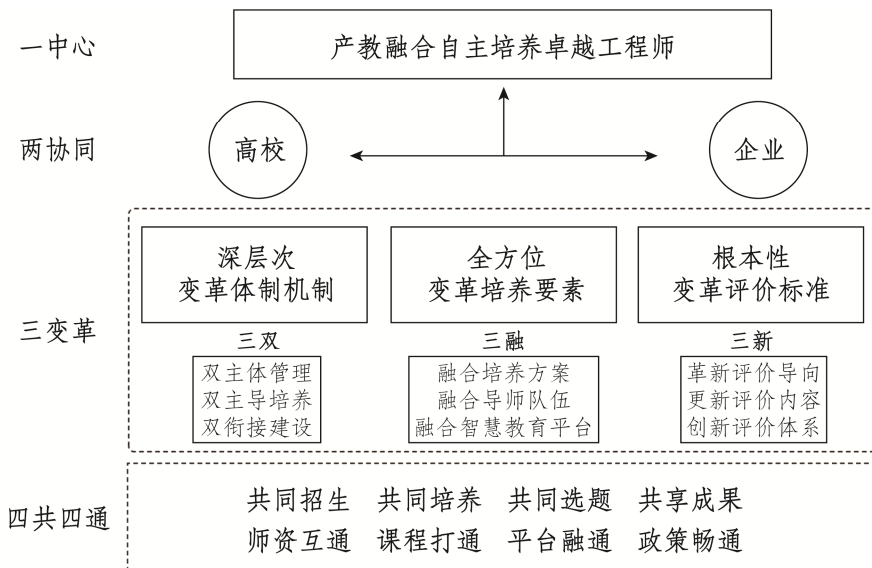 一中心
产教融合自主培养卓越工程师
两协同
高校
企业
三变革
深层次
变革体制机制
三双
双主体管理
双主导培养
双衔接建设
全方位
变革培养要素
三融
融合培养方案
融合导师队伍
融合智慧教育平台
根本性
变革评价标准
三新
革新评价导向
更新评价内容
创新评价体系
四共四通
共同招生 共同培养 共同选题 共享成果
师资互通 课程打通 平台融通 政策畅通